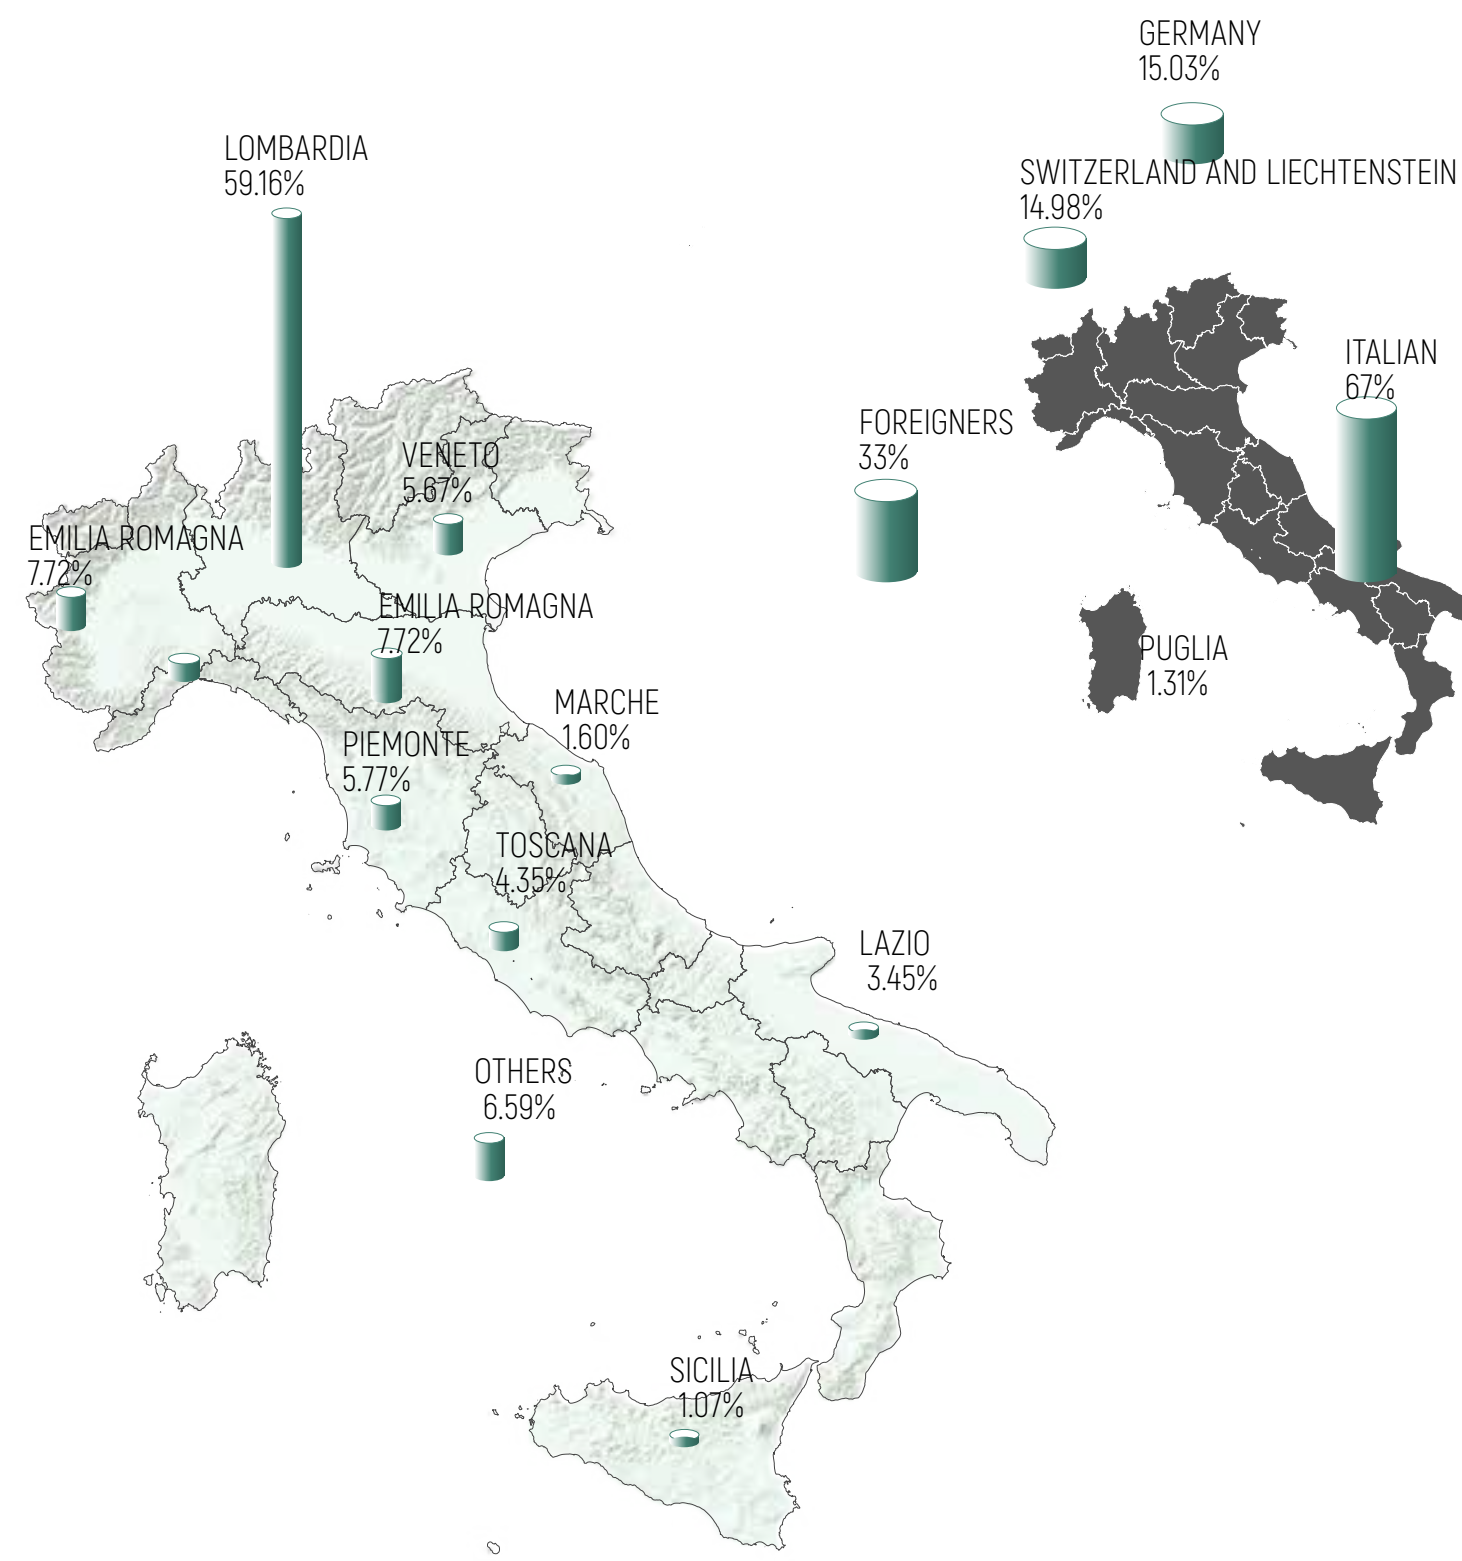 GERMANY
15.03%
LOMBARDIA
59.16%
SWITZERLAND AND LIECHTENSTEIN
14.98%
ITALIAN
67%
FOREIGNERS
33%
VENETO
5.67%
EMILIA ROMAGNA
7.72%
EMILIA ROMAGNA
7.72%
PUGLIA
1.31%
MARCHE
1.60%
PIEMONTE
5.77%
TOSCANA
4.35%
LAZIO
3.45%
OTHERS
6.59%
SICILIA
1.07%